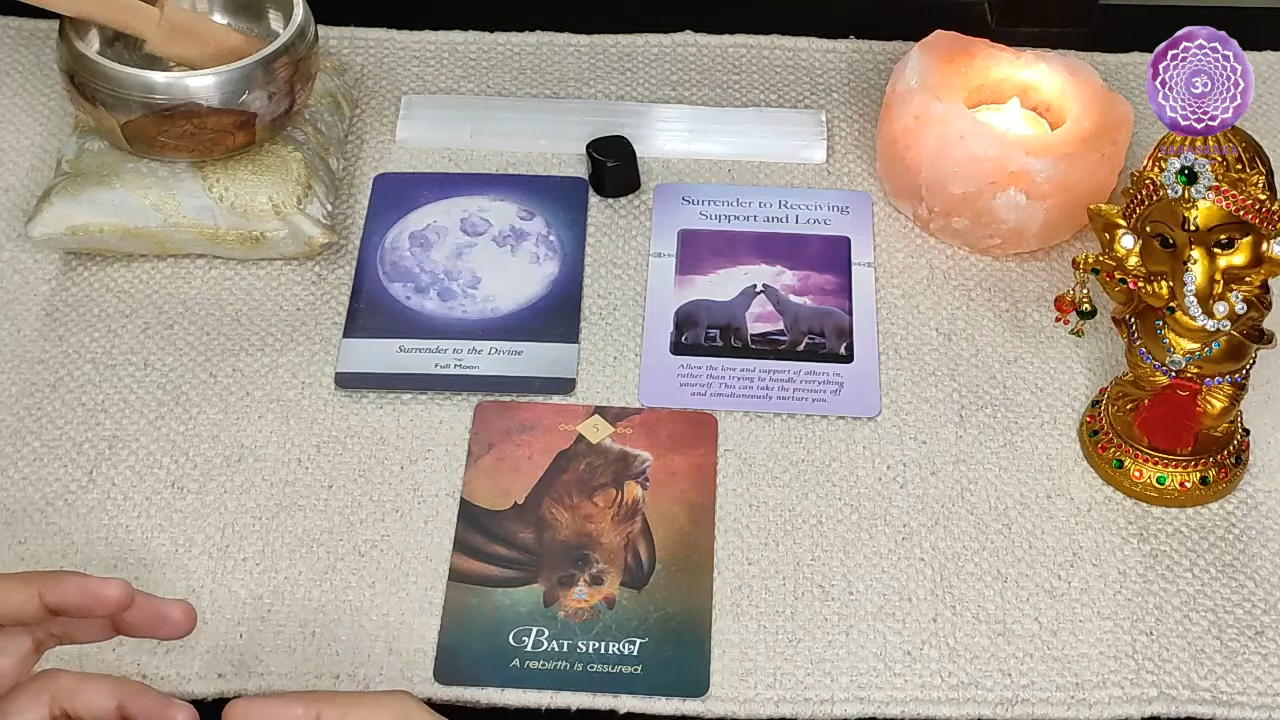 ॐ
SAHASRARA
Surrender to the Divine
Full Moon
Surrender to Receiving
Support and Love
Allow the love and support of others in,
rather than trying to handle everything
yourself. This can take the pressure off
and simultaneously nurture you.
5
BAT SPIRIT
A rebirth is assured.